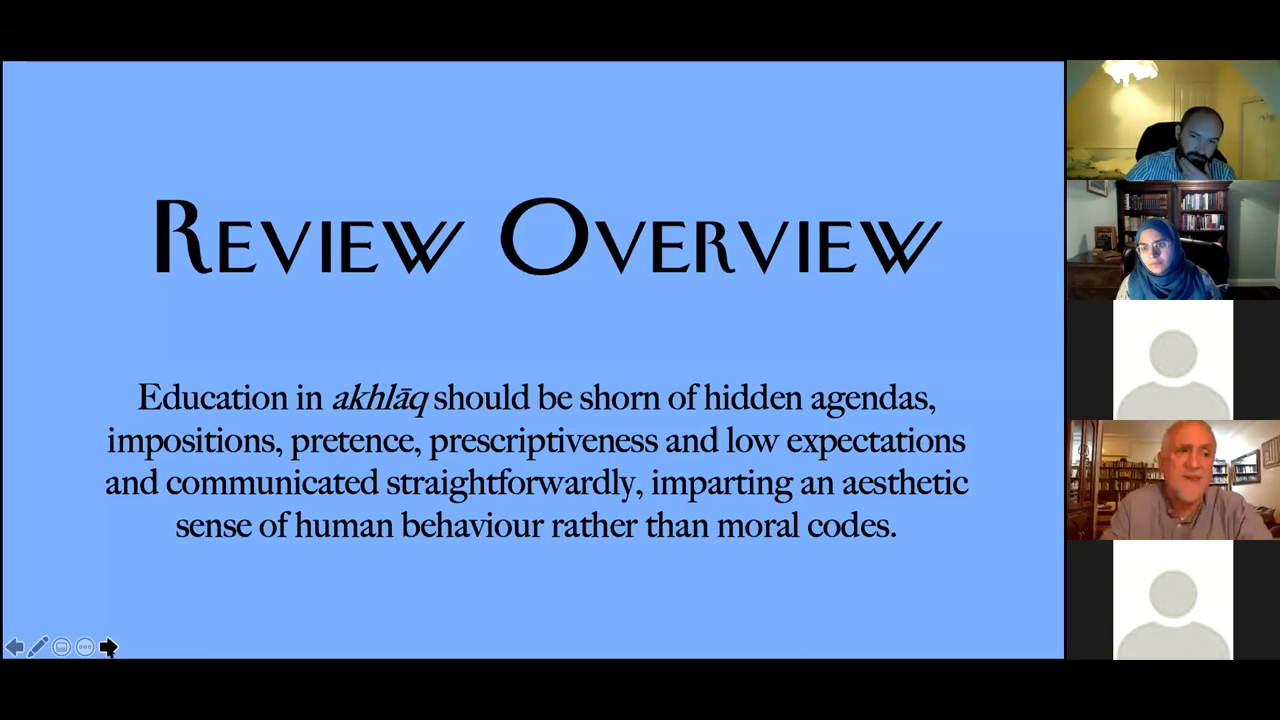 REVIEW OVERVIEW
Education in akhlāq should be shorn of hidden agendas,
impositions, pretence, prescriptiveness and low expectations
and communicated straightforwardly, imparting an aesthetic
sense of human behaviour rather than moral codes.